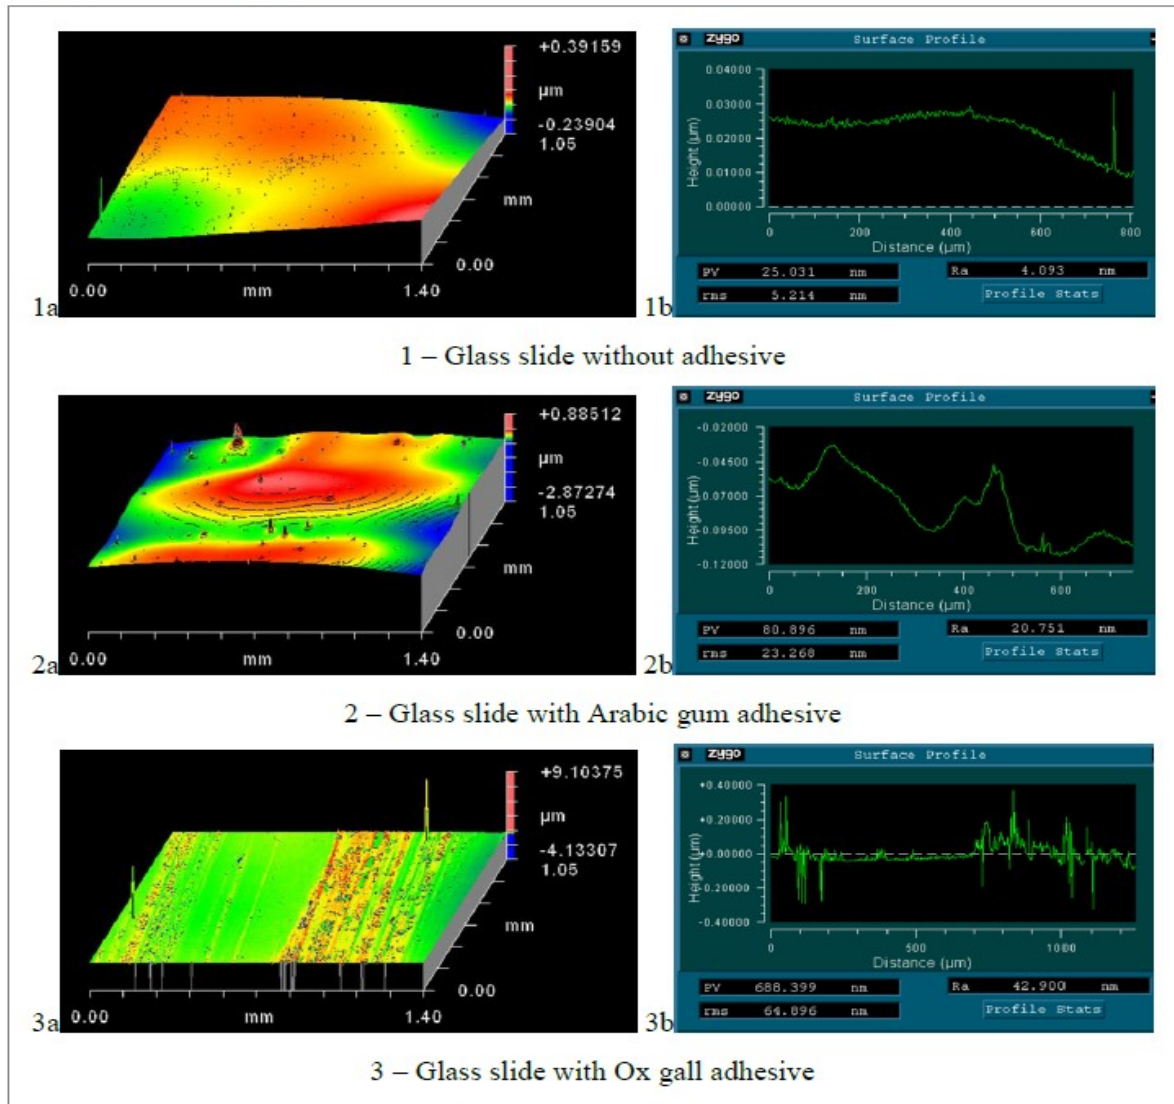 +0.39159
µm
-0.23904
1.05
mm
0.00
0.00 mm 1.40
1a
zygo Surface Profile
0.04000
0.03000
0.02000
0.01000
0.00000
Height (µm)
0 200 400 600 800
Distance (µm)
PV 25.031 nm Ra 4.093 nm
rms 5.214 nm Profile Stats
1b
1 – Glass slide without adhesive
+0.88512
µm
-2.87274
1.05
mm
0.00
0.00 mm 1.40
2a
zygo Surface Profile
-0.02000
-0.04500
-0.07000
-0.09500
-0.12000
Height (µm)
0 200 400 600
Distance (µm)
PV 80.896 nm Ra 20.751 nm
rms 23.268 nm Profile Stats
2b
2 – Glass slide with Arabic gum adhesive
+9.10375
µm
-4.13307
1.05
mm
0.00
0.00 mm 1.40
3a
zygo Surface Profile
+0.40000
+0.20000
+0.00000
-0.20000
-0.40000
Height (µm)
0 500 1000
Distance (µm)
PV 688.399 nm Ra 42.900 nm
rms 64.896 nm Profile Stats
3b
3 – Glass slide with Ox gall adhesive